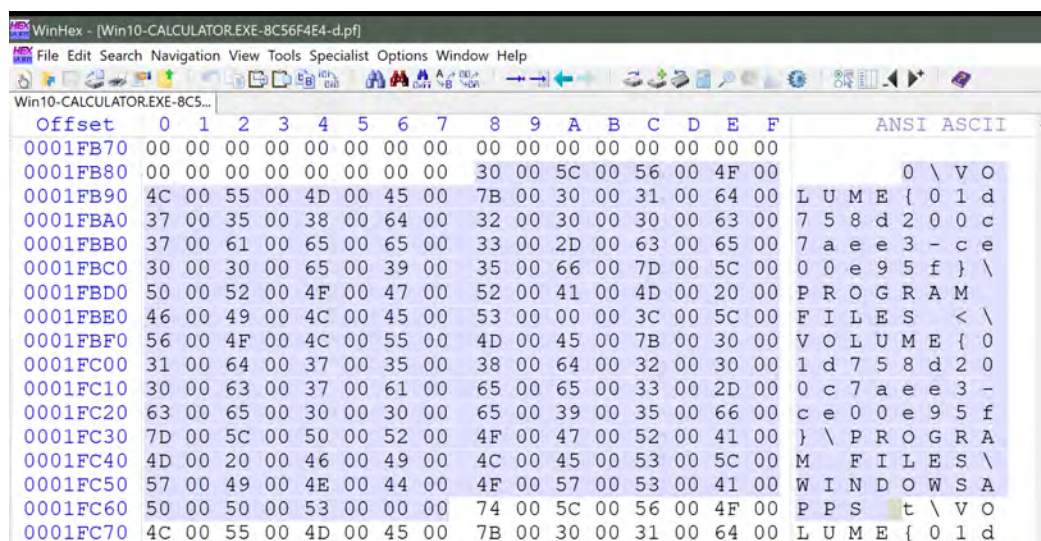 WinHex - [Win10-CALCULATOR.EXE-8C56F4E4-d.pf]
File Edit Search Navigation View Tools Specialist Options Window Help
Win10-CALCULATOR.EXE-8C5...
Offset 0 1 2 3 4 5 6 7 8 9 A B C D E F ANSI ASCII
0001FB70 00 00 00 00 00 00 00 00 00 00 00 00 00 00 00 00
0001FB80 00 00 00 00 00 00 00 00 30 00 5C 00 56 00 4F 00 0 \ V O
0001FB90 4C 00 55 00 4D 00 45 00 7B 00 30 00 31 00 64 00 L U M E { 0 1 d
0001FBA0 37 00 35 00 38 00 64 00 32 00 30 00 30 00 63 00 7 5 8 d 2 0 0 c
0001FBB0 37 00 61 00 65 00 65 00 33 00 2D 00 63 00 65 00 7 a e e 3 - c e
0001FBC0 30 00 30 00 65 00 39 00 35 00 66 00 7D 00 5C 00 0 0 e 9 5 f } \
0001FBD0 50 00 52 00 4F 00 47 00 52 00 41 00 4D 00 20 00 P R O G R A M
0001FBE0 46 00 49 00 4C 00 45 00 53 00 00 00 3C 00 5C 00 F I L E S < \
0001FBF0 56 00 4F 00 4C 00 55 00 4D 00 45 00 7B 00 30 00 V O L U M E { 0
0001FC00 31 00 64 00 37 00 35 00 38 00 64 00 32 00 30 00 1 d 7 5 8 d 2 0
0001FC10 30 00 63 00 37 00 61 00 65 00 65 00 33 00 2D 00 0 c 7 a e e 3 -
0001FC20 63 00 65 00 30 00 30 00 65 00 39 00 35 00 66 00 c e 0 0 e 9 5 f
0001FC30 7D 00 5C 00 50 00 52 00 4F 00 47 00 52 00 41 00 } \ P R O G R A
0001FC40 4D 00 20 00 46 00 49 00 4C 00 45 00 53 00 5C 00 M F I L E S \
0001FC50 57 00 49 00 4E 00 44 00 4F 00 57 00 53 00 41 00 W I N D O W S A
0001FC60 50 00 50 00 53 00 00 00 74 00 5C 00 56 00 4F 00 P P S t \ V O
0001FC70 4C 00 55 00 4D 00 45 00 7B 00 30 00 31 00 64 00 L U M E { 0 1 d